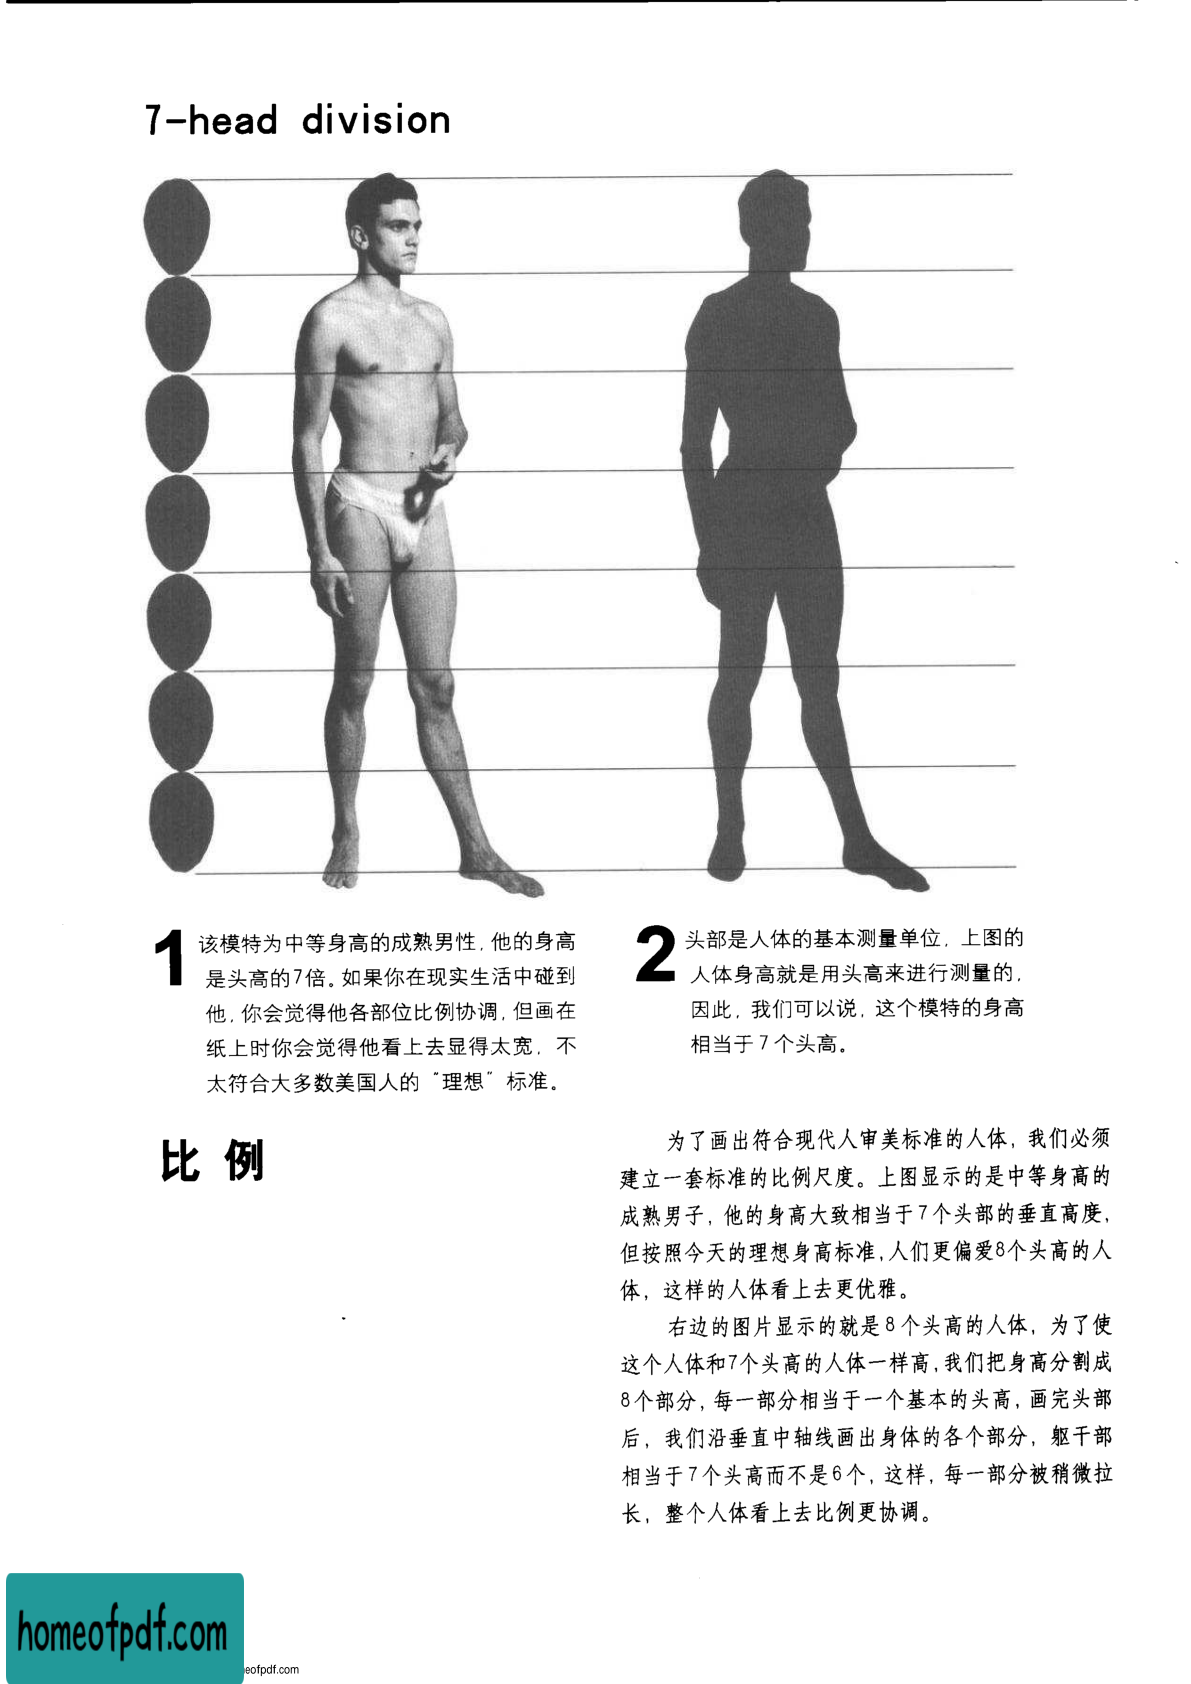 7-head division
1 该模特为中等身高的成熟男性，他的身高
是头高的7倍。如果你在现实生活中碰到
他，你会觉得他各部位比例协调，但画在
纸上时你会觉得他看上去显得太宽，不
太符合大多数美国人的“理想”标准。
2 头部是人体的基本测量单位，上图的
人体身高就是用头高来进行测量的，
因此，我们可以说，这个模特的身高
相当于7个头高。
比例
为了画出符合现代人审美标准的人体，我们必须
建立一套标准的比例尺度。上图显示的是中等身高的
成熟男子，他的身高大致相当于7个头部的垂直高度，
但按照今天的理想身高标准，人们更偏爱8个头高的人
体，这样的人体看上去更优雅。
右边的图片显示的就是8个头高的人体，为了使
这个人体和7个头高的人体一样高，我们把身高分割成
8个部分，每一部分相当于一个基本的头高，画完头部
后，我们沿垂直中轴线画出身体的各个部分，躯干部
相当于7个头高而不是6个，这样，每一部分被稍微拉
长，整个人体看上去比例更协调。
homeofpdf.com
eofpdf.com